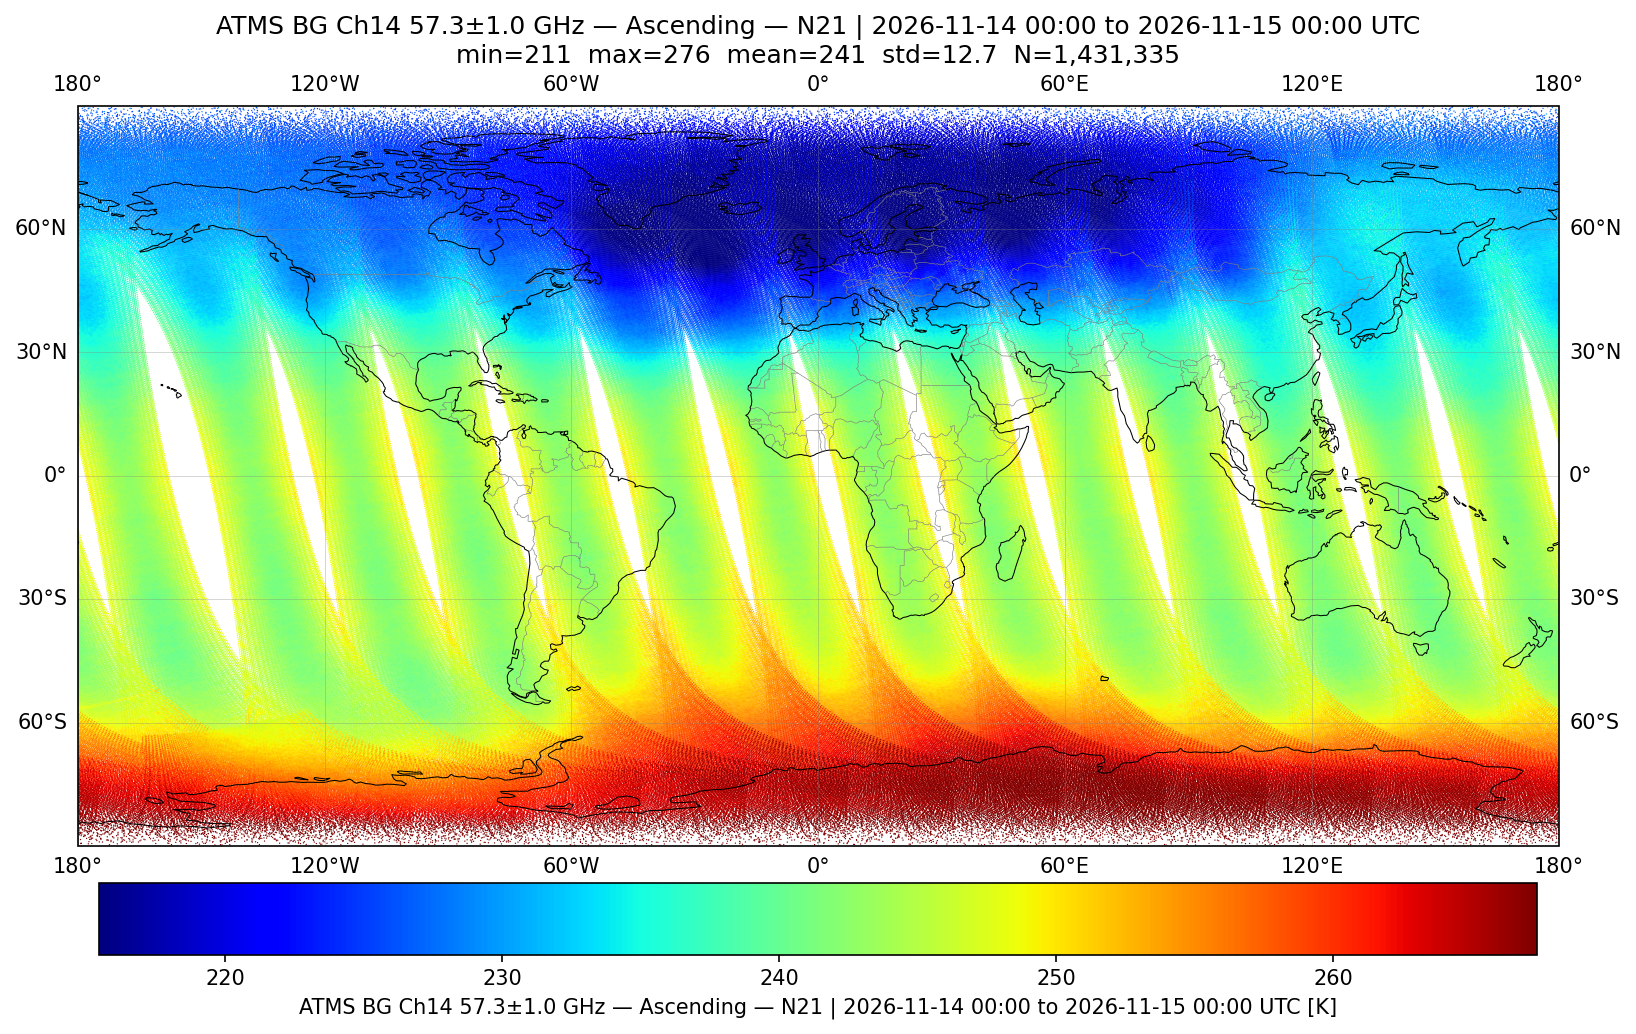 ATMS BG Ch14 57.3±1.0 GHz — Ascending — N21 | 2026-11-14 00:00 to 2026-11-15 00:00 UTC
min=211 max=276 mean=241 std=12.7 N=1,431,335
180° 120°W 60°W 0° 60°E 120°E 180°
60°N 60°N
30°N 30°N
0° 0°
30°S 30°S
60°S 60°S
180° 120°W 60°W 0° 60°E 120°E 180°
220 230 240 250 260
ATMS BG Ch14 57.3±1.0 GHz — Ascending — N21 | 2026-11-14 00:00 to 2026-11-15 00:00 UTC [K]